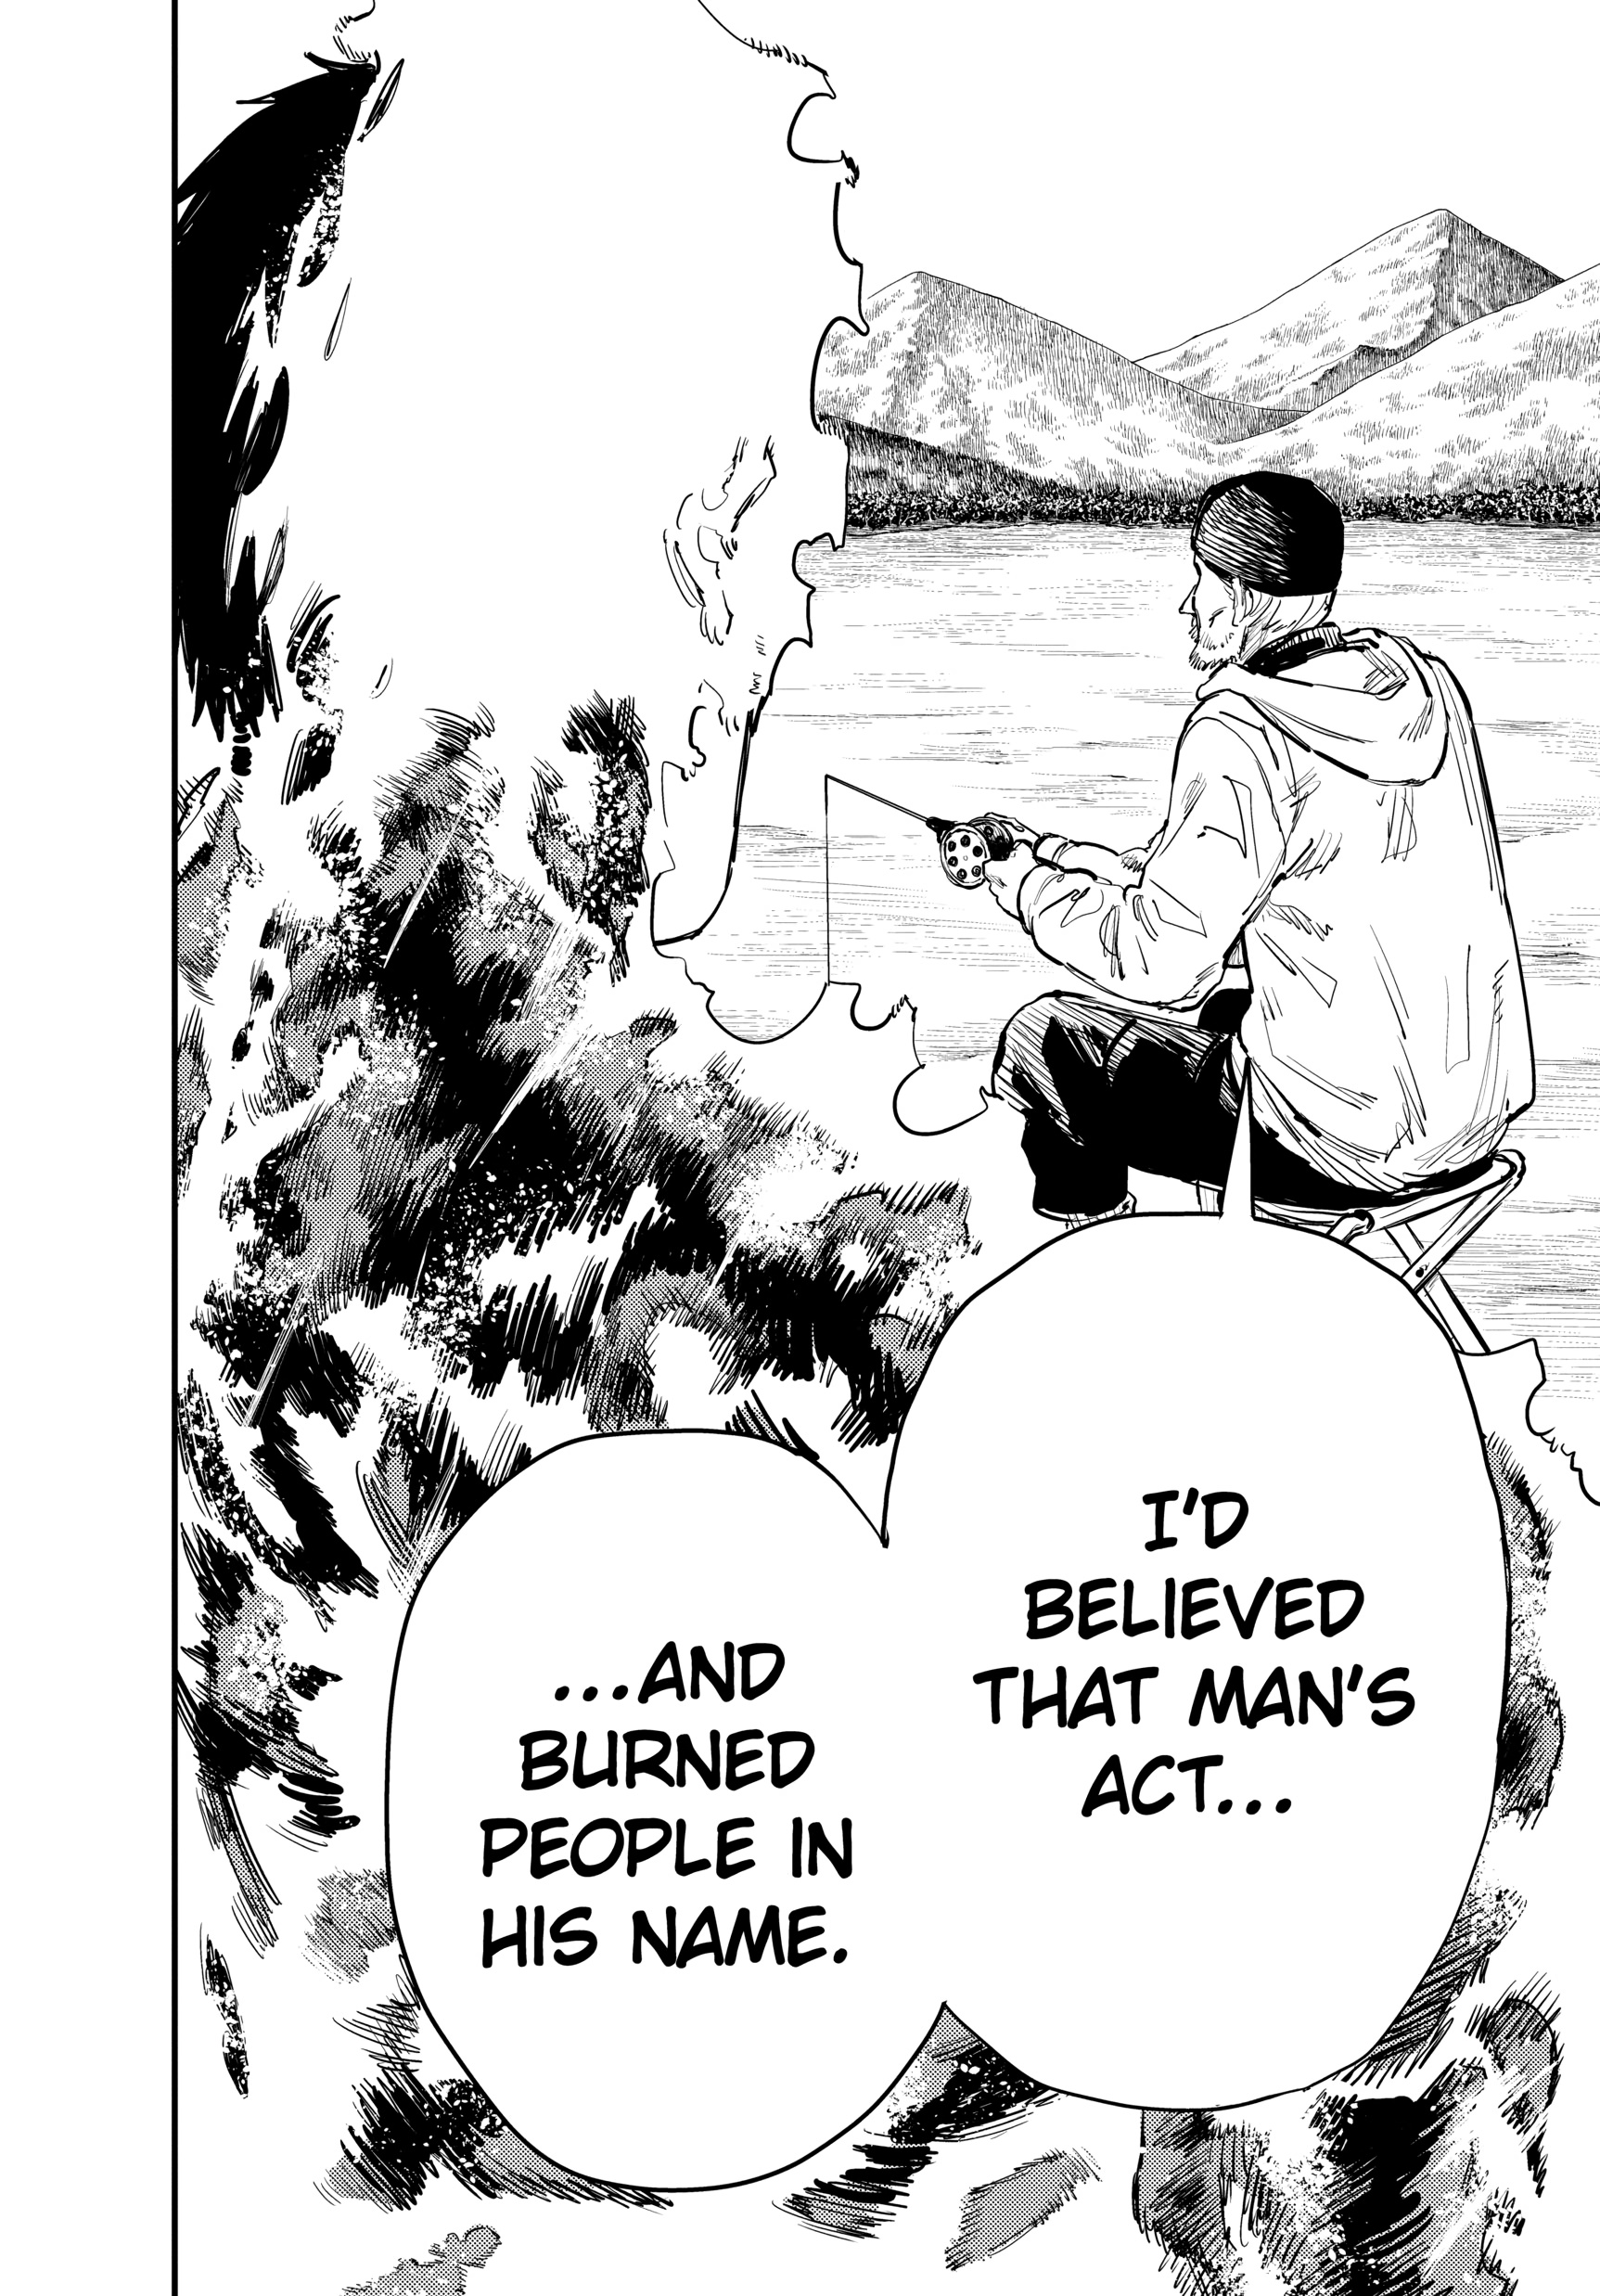 I'D
BELIEVED
THAT MAN'S
ACT...
...AND
BURNED
PEOPLE IN
HIS NAME.